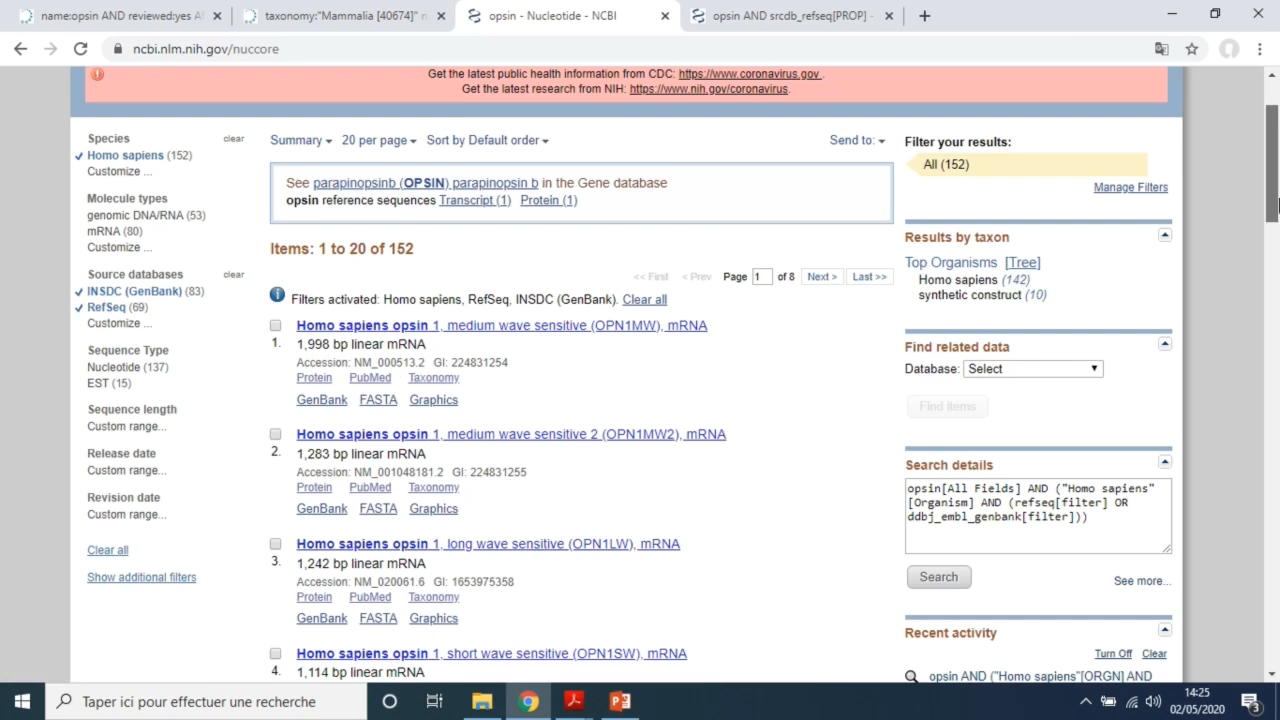 name:opsin AND reviewed:yes A
taxonomy:"Mammalia [40674]" n
opsin - Nucleotide - NCBI
opsin AND srcdb_refseq[PROP] -
ncbi.nlm.nih.gov/nuccore
Get the latest public health information from CDC: https://www.coronavirus.gov .
Get the latest research from NIH: https://www.nih.gov/coronavirus.
Species clear
Homo sapiens (152)
Customize ...
Molecule types
genomic DNA/RNA (53)
mRNA (80)
Customize ...
Source databases clear
INSDC (GenBank) (83)
RefSeq (69)
Customize ...
Sequence Type
Nucleotide (137)
EST (15)
Sequence length
Custom range...
Release date
Custom range...
Revision date
Custom range...
Clear all
Show additional filters
Summary 20 per page Sort by Default order Send to:
See parapinopsinb (OPSIN) parapinopsin b in the Gene database
opsin reference sequences Transcript (1) Protein (1)
Items: 1 to 20 of 152
<< First < Prev Page 1 of 8 Next > Last >>
Filters activated: Homo sapiens, RefSeq, INSDC (GenBank). Clear all
Homo sapiens opsin 1, medium wave sensitive (OPN1MW), mRNA
1. 1,998 bp linear mRNA
Accession: NM_000513.2 GI: 224831254
Protein PubMed Taxonomy
GenBank FASTA Graphics
Homo sapiens opsin 1, medium wave sensitive 2 (OPN1MW2), mRNA
2. 1,283 bp linear mRNA
Accession: NM_001048181.2 GI: 224831255
Protein PubMed Taxonomy
GenBank FASTA Graphics
Homo sapiens opsin 1, long wave sensitive (OPN1LW), mRNA
3. 1,242 bp linear mRNA
Accession: NM_020061.6 GI: 1653975358
Protein PubMed Taxonomy
GenBank FASTA Graphics
Homo sapiens opsin 1, short wave sensitive (OPN1SW), mRNA
4. 1,114 bp linear mRNA
Filter your results:
All (152)
Manage Filters
Results by taxon
Top Organisms [Tree]
Homo sapiens (142)
synthetic construct (10)
Find related data
Database: Select
Find items
Search details
opsin[All Fields] AND ("Homo sapiens"
[Organism] AND (refseq[filter] OR
ddbj_embl_genbank[filter]))
Search
See more...
Recent activity
Turn Off Clear
opsin AND ("Homo sapiens"[ORGN] AND
Taper ici pour effectuer une recherche
14:25
02/05/2020
3